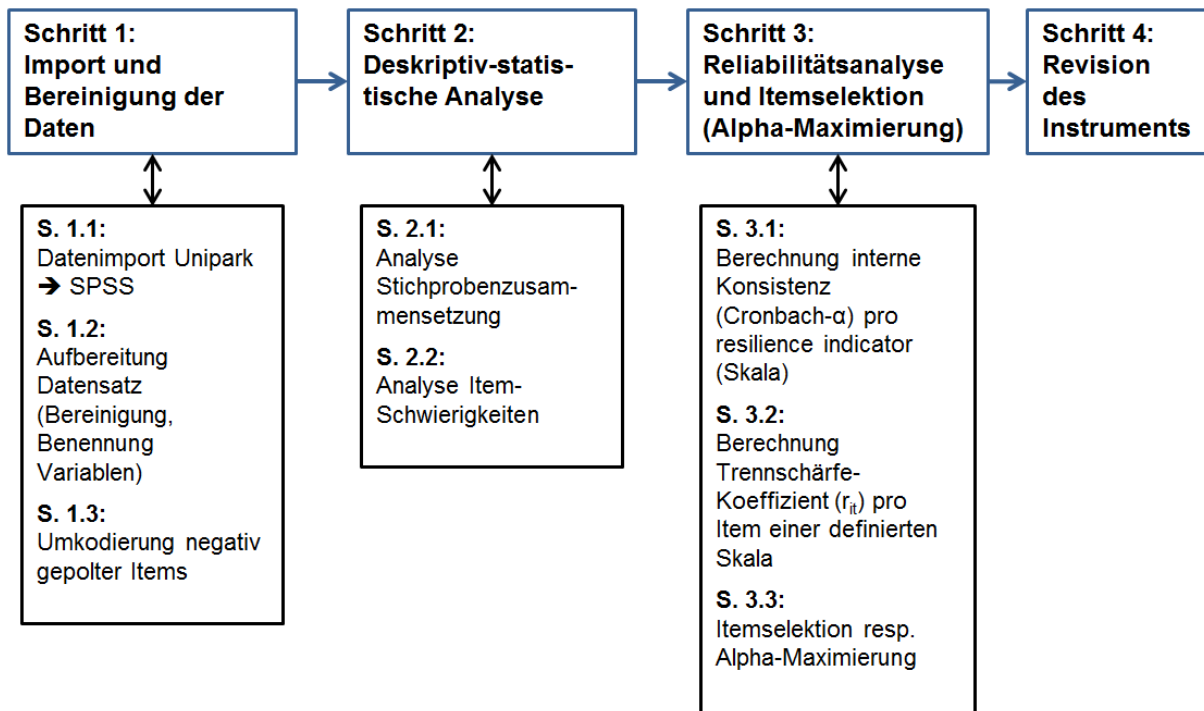 Schritt 1:
Import und
Bereinigung der
Daten
Schritt 2:
Deskriptiv-statis-
tische Analyse
Schritt 3:
Reliabilitätsanalyse
und Itemselektion
(Alpha-Maximierung)
Schritt 4:
Revision
des
Instruments
S. 1.1:
Datenimport Unipark
➔ SPSS
S. 1.2:
Aufbereitung
Datensatz
(Bereinigung,
Benennung
Variablen)
S. 1.3:
Umkodierung negativ
gepolter Items
S. 2.1:
Analyse
Stichprobenzusam-
mensetzung
S. 2.2:
Analyse Item-
Schwierigkeiten
S. 3.1:
Berechnung interne
Konsistenz
(Cronbach-α) pro
resilience indicator
(Skala)
S. 3.2:
Berechnung
Trennschärfe-
Koeffizient (rit) pro
Item einer definierten
Skala
S. 3.3:
Itemselektion resp.
Alpha-Maximierung